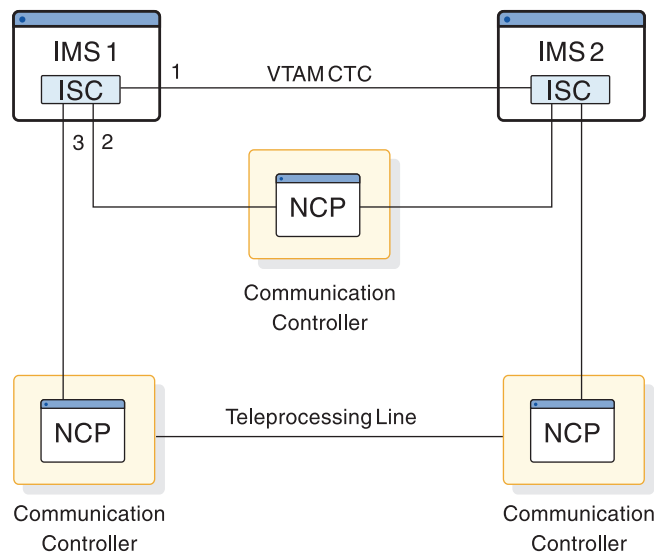 IMS 1
IMS 2
ISC
1
VTAM CTC
ISC
3
2
NCP
Communication
Controller
NCP
Teleprocessing Line
NCP
Communication
Controller
Communication
Controller